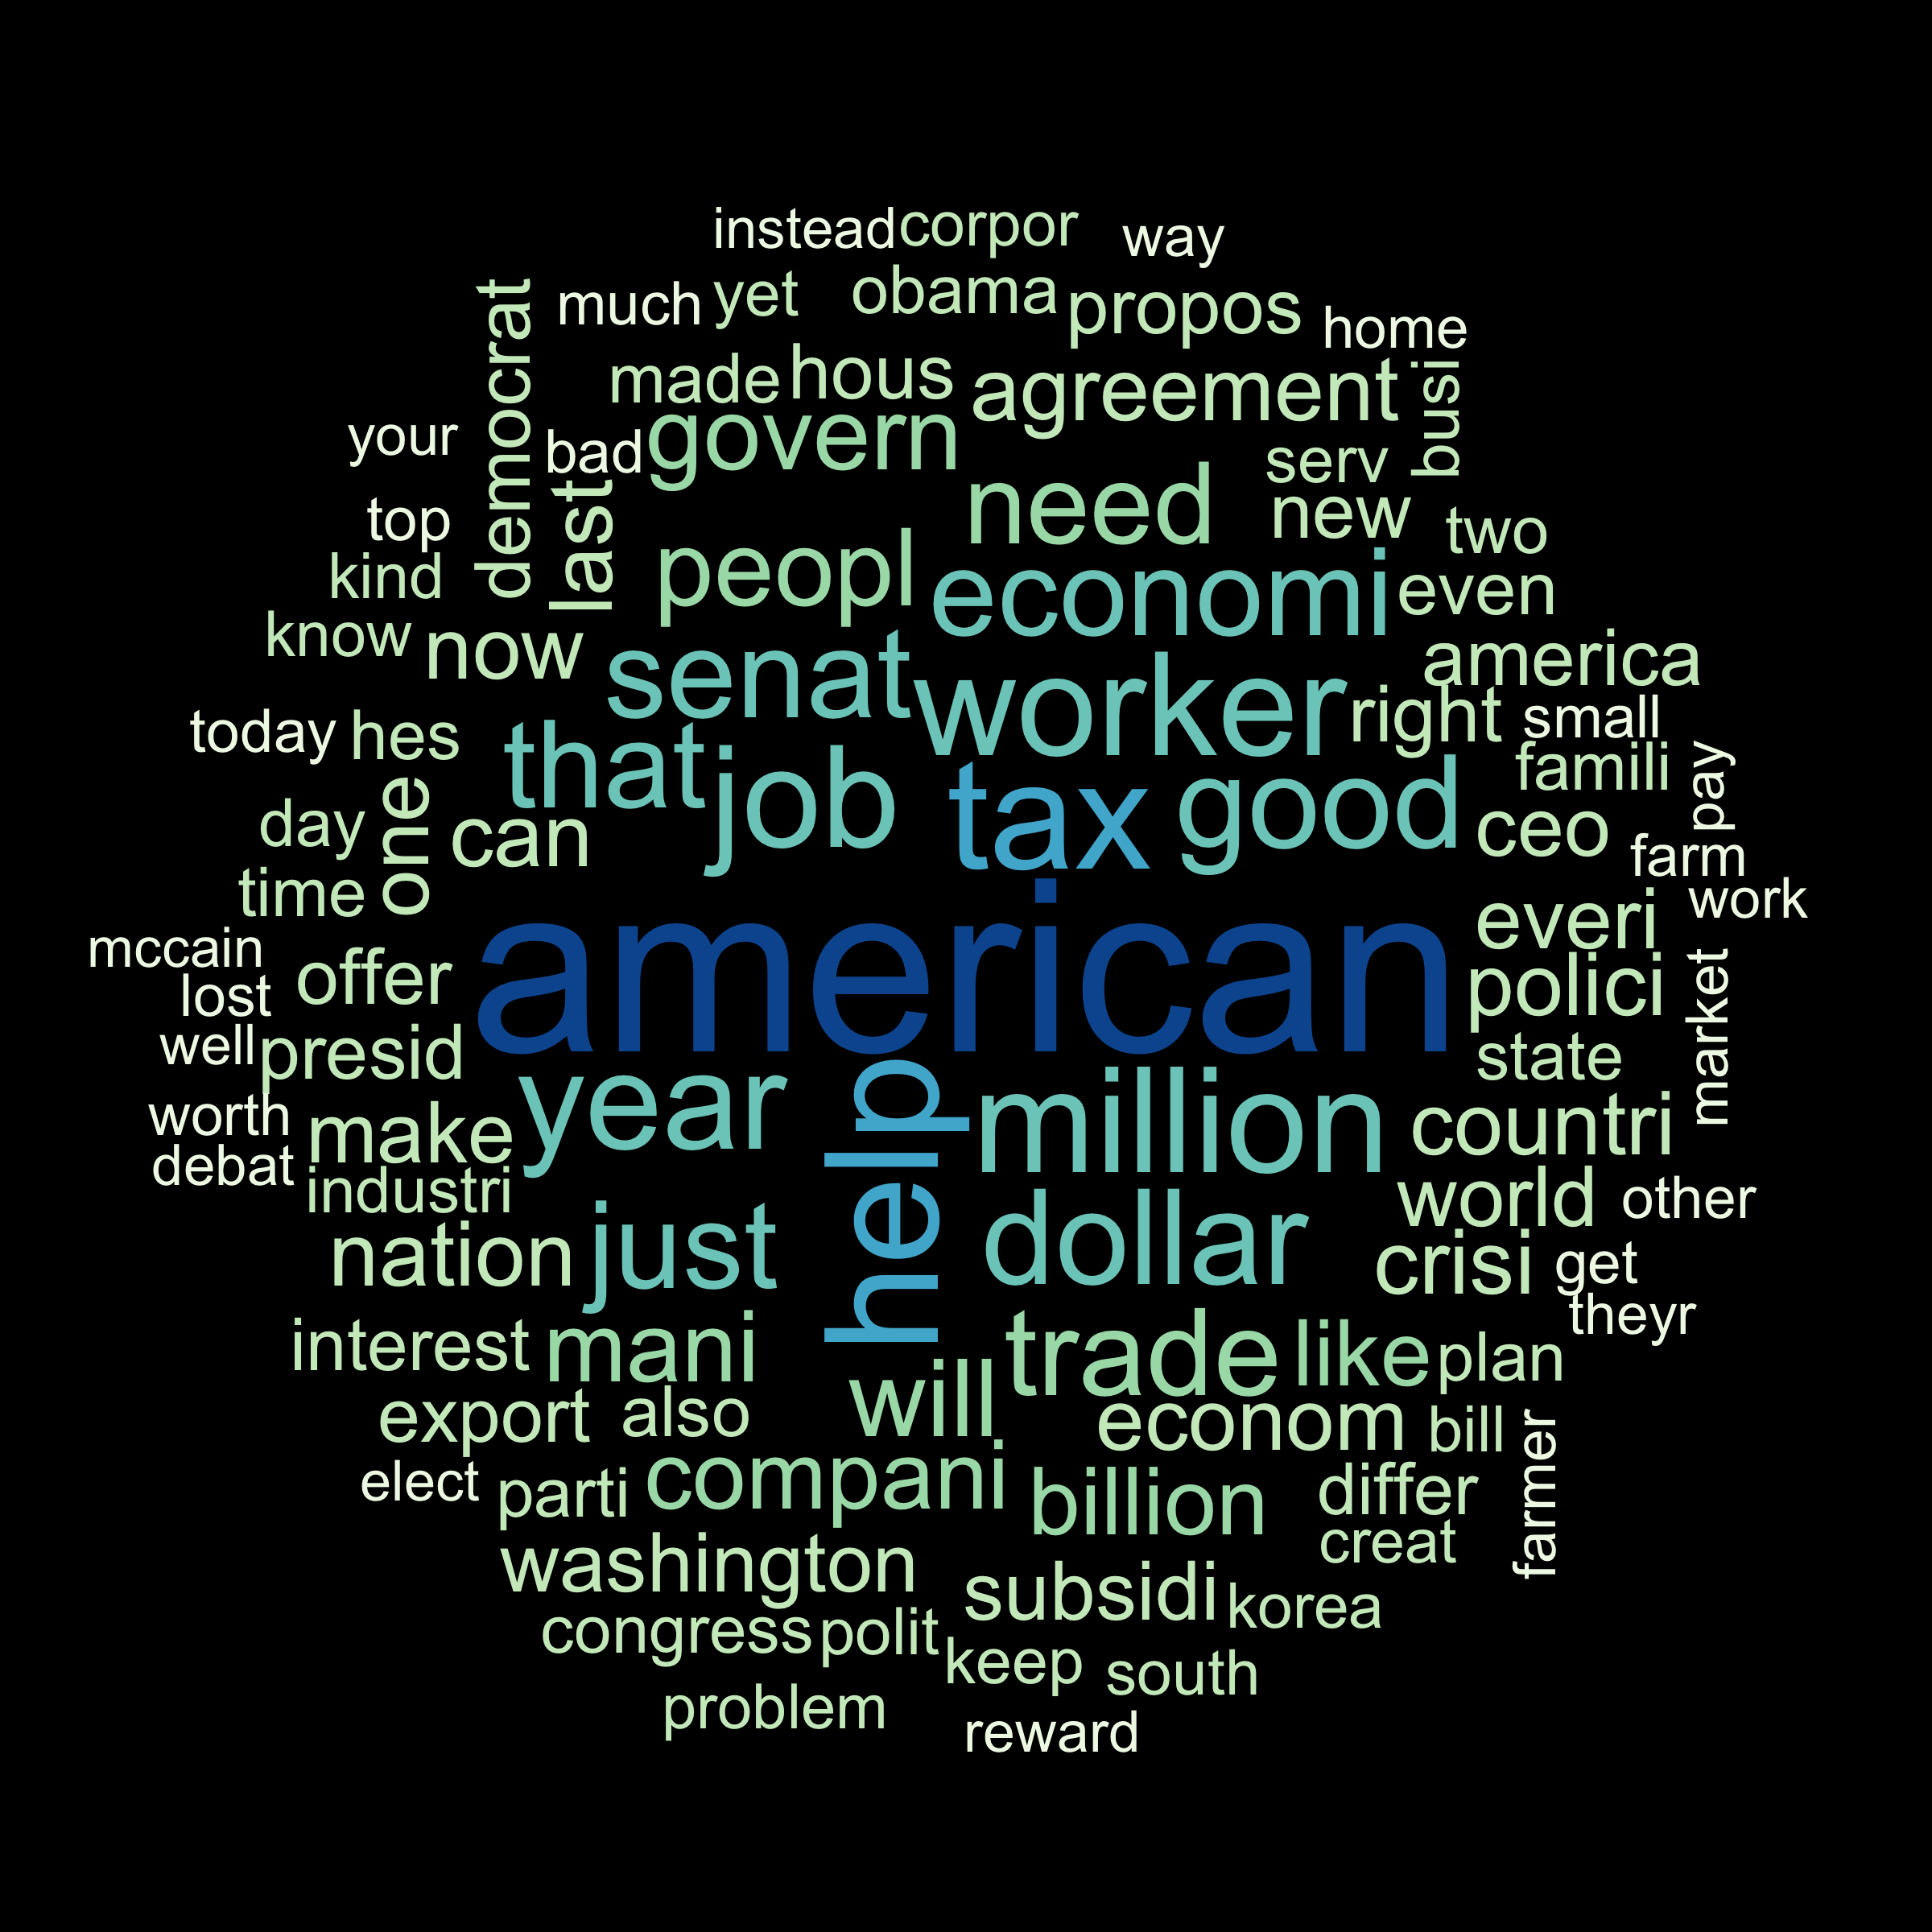 instead corpor way
much yet obama propos home
democrat made hous agreement busi
your bad govern serv
top last need new two
kind peopl economi even
know now senat worker america
today hes that job tax good right small
day one can ceo famili pay
time farm
american everi work
mccain offer polici market
lost
well presid year help million state
worth make countri
debat industri just dollar world other
nation crisi get
interest mani trade like plan theyr
export also will econom bill
elect parti compani billion differ farmer
washington subsidi creat
congress polit keep south korea
problem reward